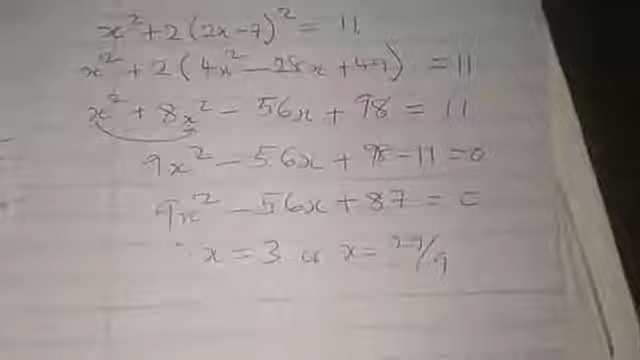 x² + 2(2x-7)² = 11
x² + 2(4x² - 28x + 49) = 11
x² + 8x² - 56x + 98 = 11
9x² - 56x + 98 - 11 = 0
9x² - 56x + 87 = 0
x = 3 or x = 29/9